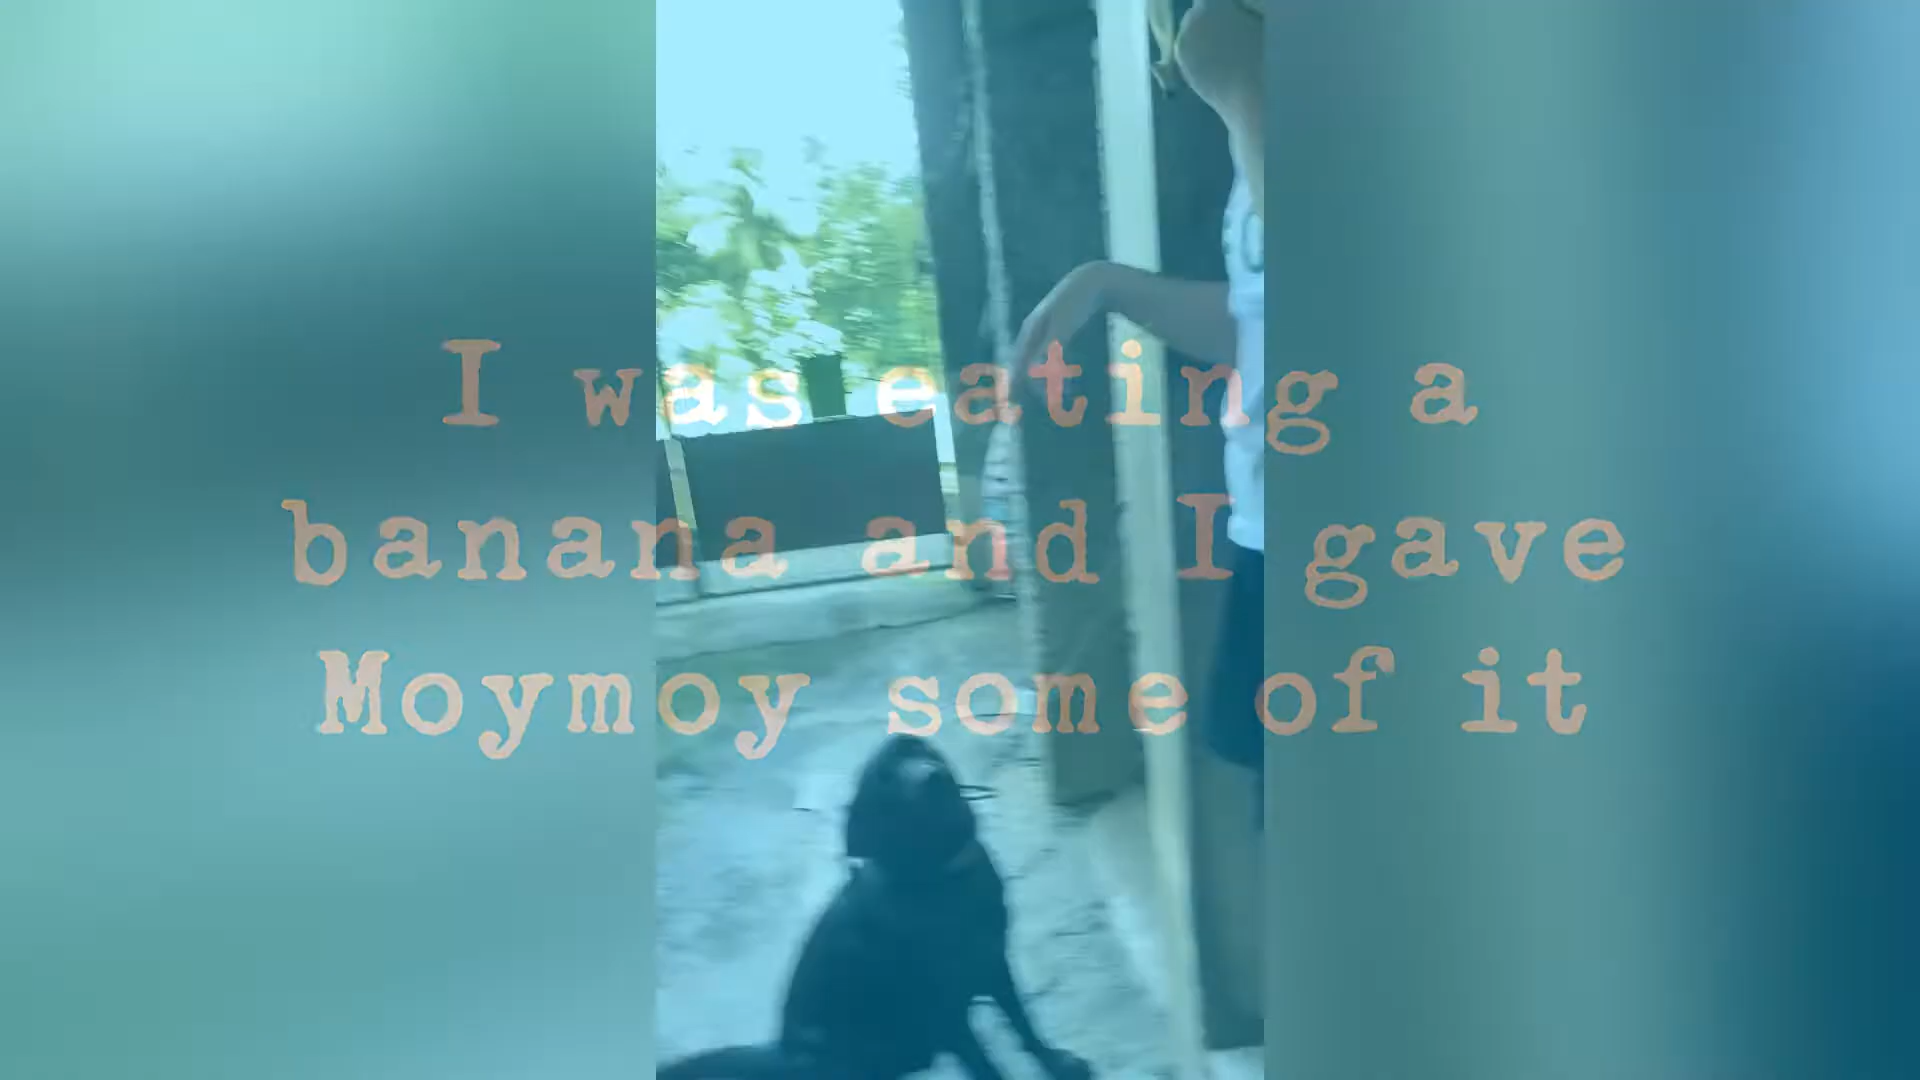 I was eating a
banana and I gave
Moymoy some of it